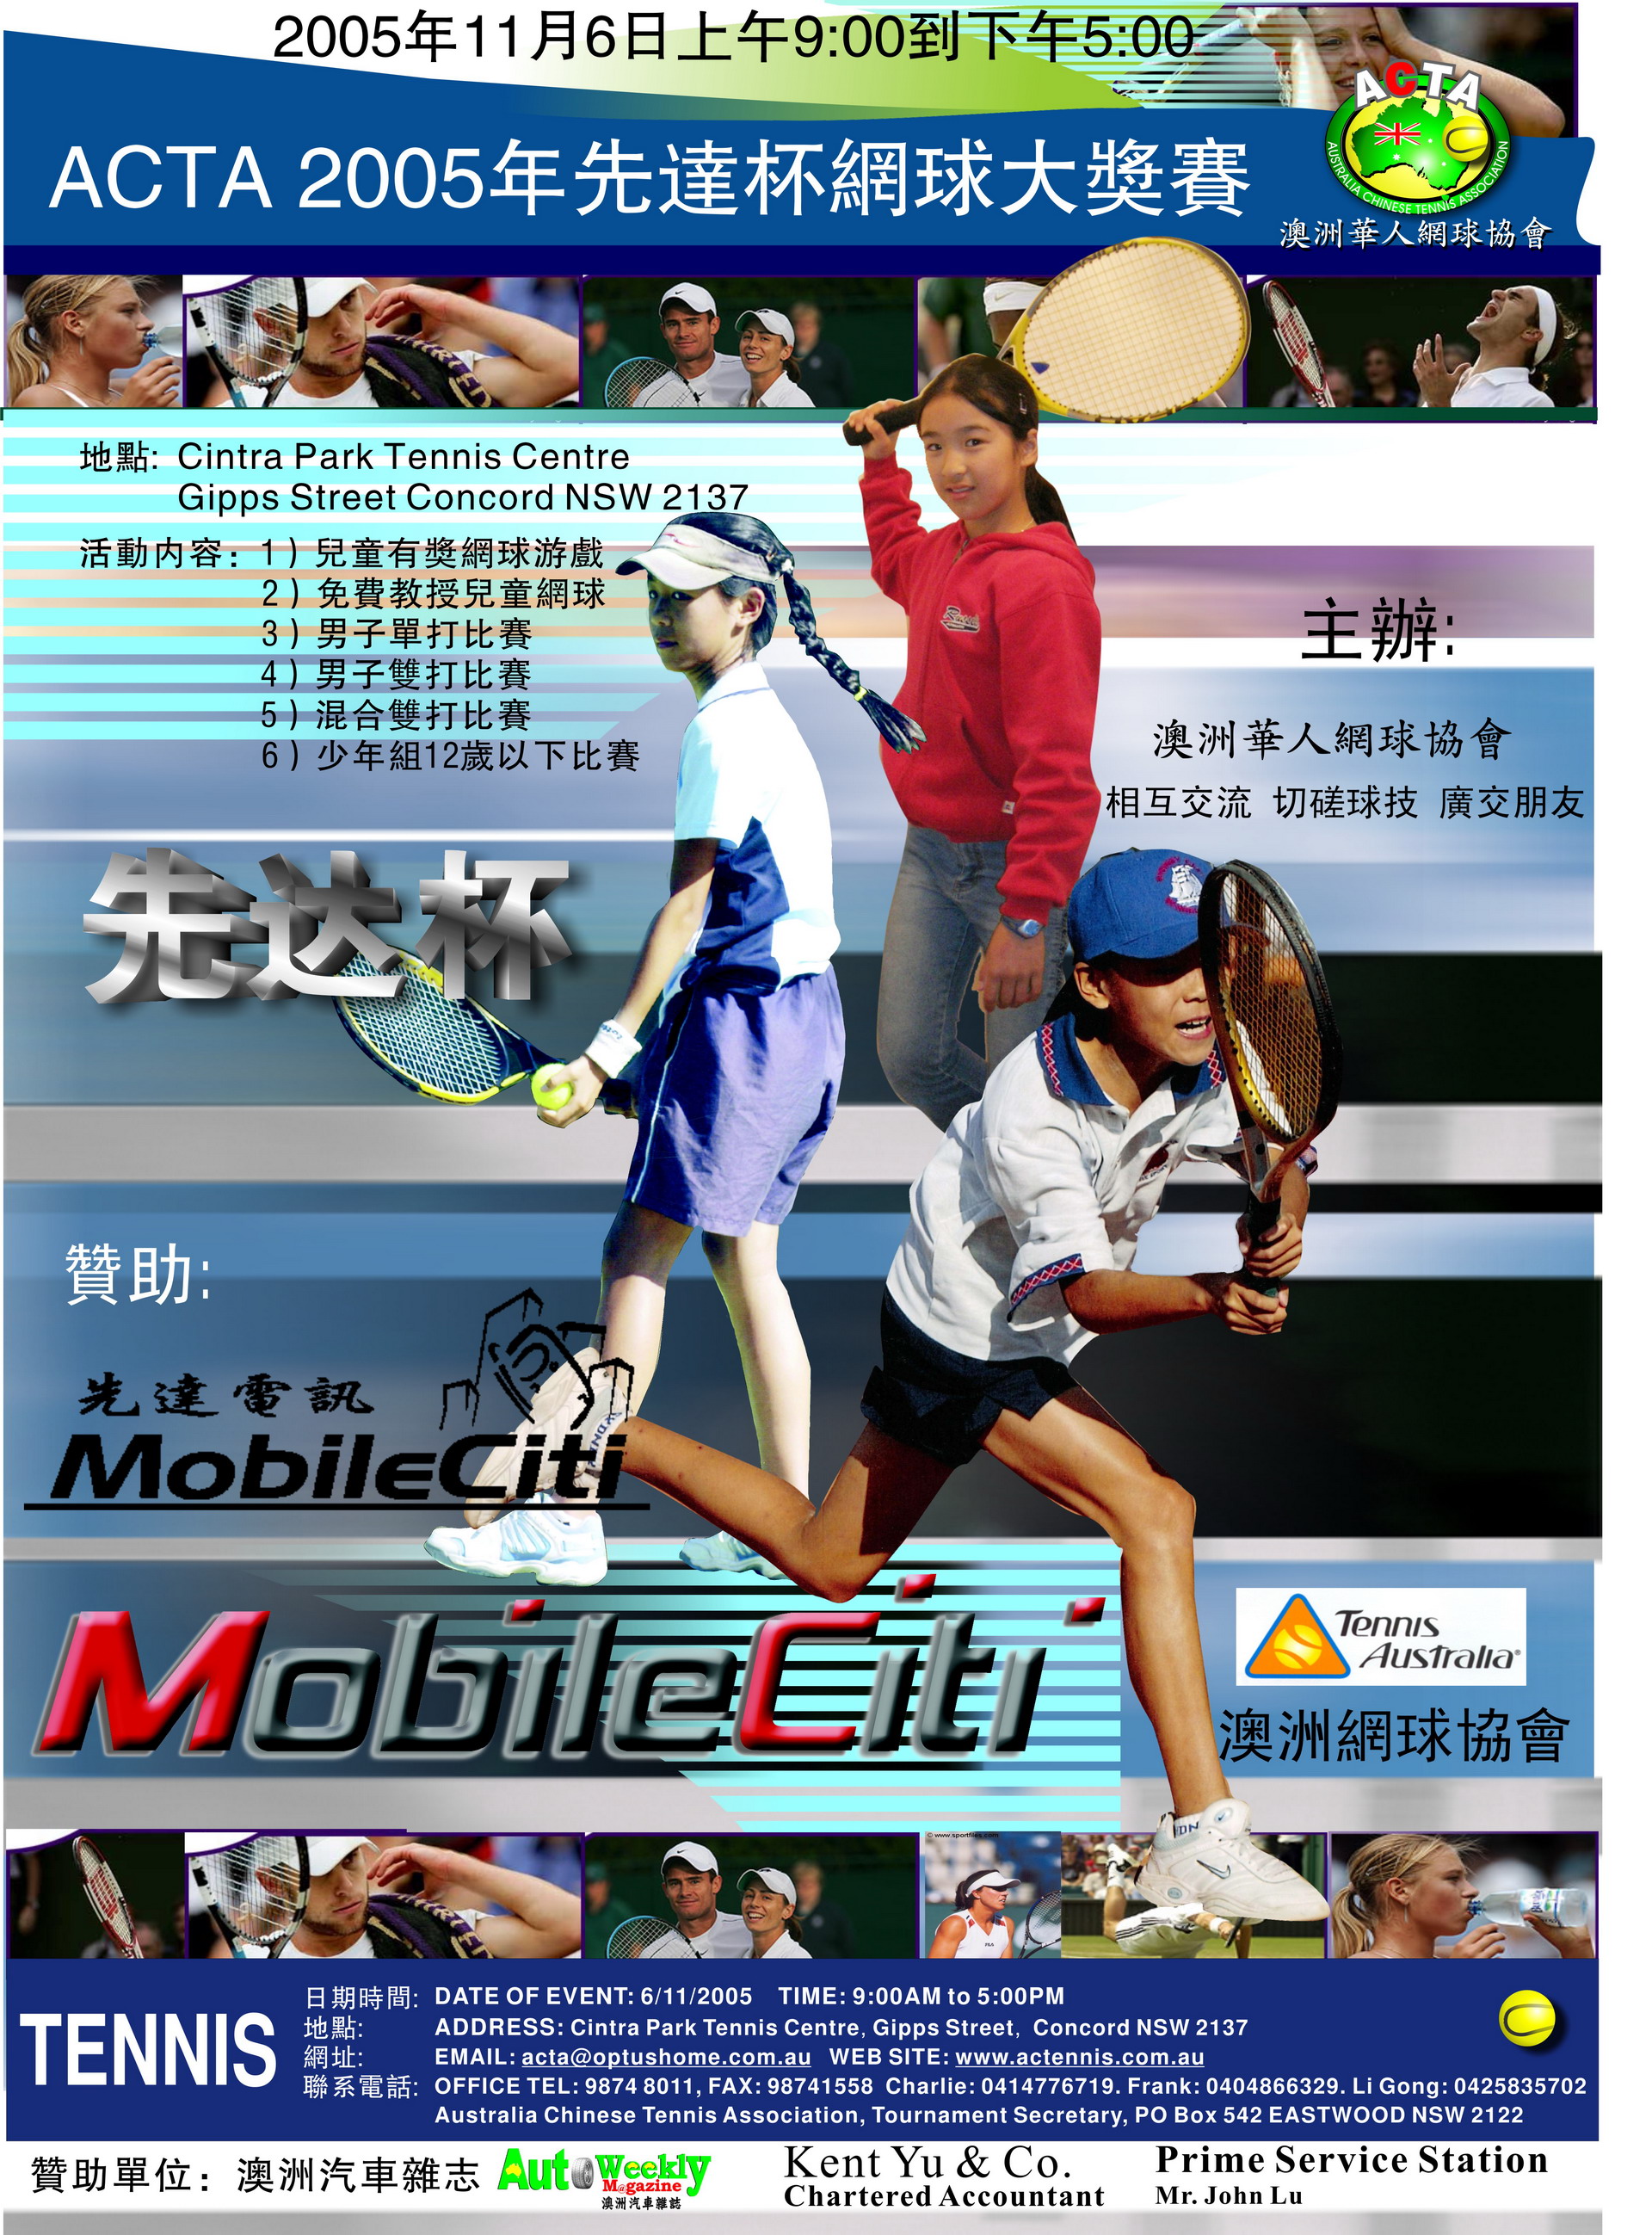 2005年11月6日上午9:00到下午5:00
ACTA 2005年先達杯網球大獎賽
ACTA
AUSTRALIA CHINESE TENNIS ASSOCIATION
澳洲華人網球協會
地點: Cintra Park Tennis Centre
Gipps Street Concord NSW 2137
活動内容：1）兒童有獎網球游戲
2）免費教授兒童網球
3）男子單打比賽
4）男子雙打比賽
5）混合雙打比賽
6）少年組12歲以下比賽
主辦:
澳洲華人網球協會
相互交流 切磋球技 廣交朋友
先达杯
贊助:
先達電訊
MobileCiti
MobileCiti
Tennis
Australia
澳洲網球協會
© www.sportfiles.com
FILA
TENNIS
日期時間: DATE OF EVENT: 6/11/2005 TIME: 9:00AM to 5:00PM
地點: ADDRESS: Cintra Park Tennis Centre, Gipps Street, Concord NSW 2137
網址: EMAIL: acta@optushome.com.au WEB SITE: www.actennis.com.au
聯系電話: OFFICE TEL: 9874 8011, FAX: 98741558 Charlie: 0414776719. Frank: 0404866329. Li Gong: 0425835702
Australia Chinese Tennis Association, Tournament Secretary, PO Box 542 EASTWOOD NSW 2122
贊助單位：澳洲汽車雜志
Auto Weekly
M@gazine
澳洲汽車雜誌
Kent Yu & Co.
Chartered Accountant
Prime Service Station
Mr. John Lu